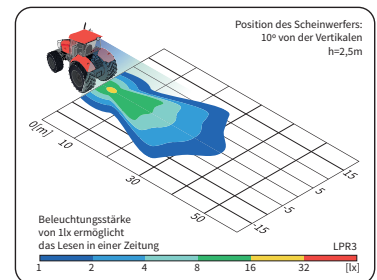 Position des Scheinwerfers:
10° von der Vertikalen
h=2,5m
0[m]
10
30
50
-15
-5
5
15
Beleuchtungsstärke
von 1lx ermöglicht
das Lesen in einer Zeitung
LPR3
1 2 4 8 16 32 [lx]